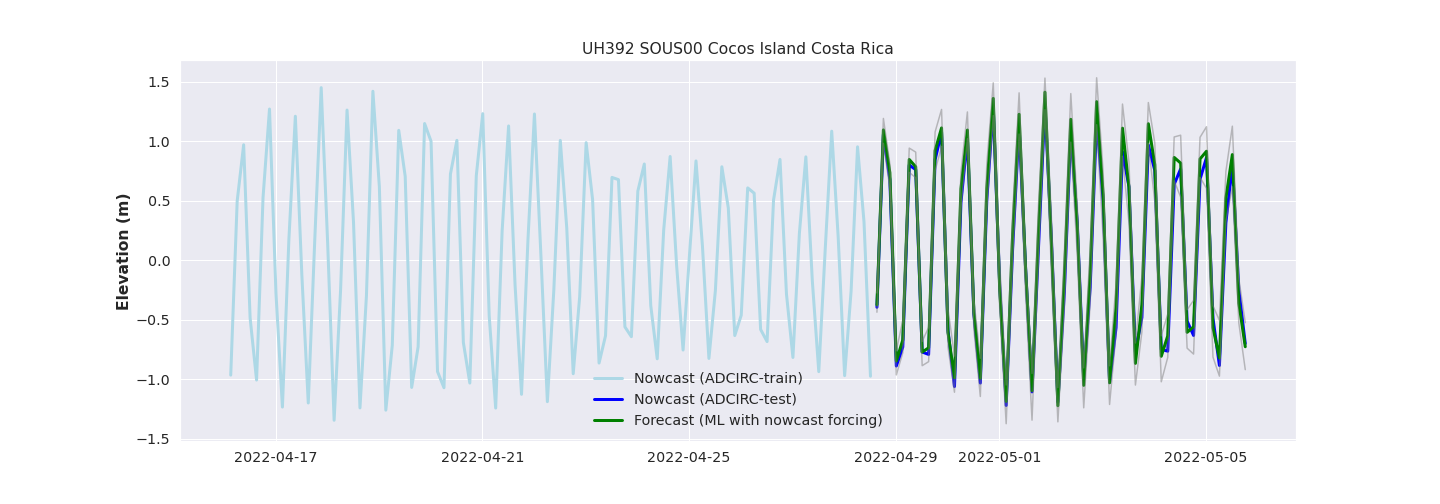 UH392 SOUS00 Cocos Island Costa Rica
Elevation (m)
1.5
1.0
0.5
0.0
−0.5
−1.0
−1.5
Nowcast (ADCIRC-train)
Nowcast (ADCIRC-test)
Forecast (ML with nowcast forcing)
2022-04-17 2022-04-21 2022-04-25 2022-04-29 2022-05-01 2022-05-05